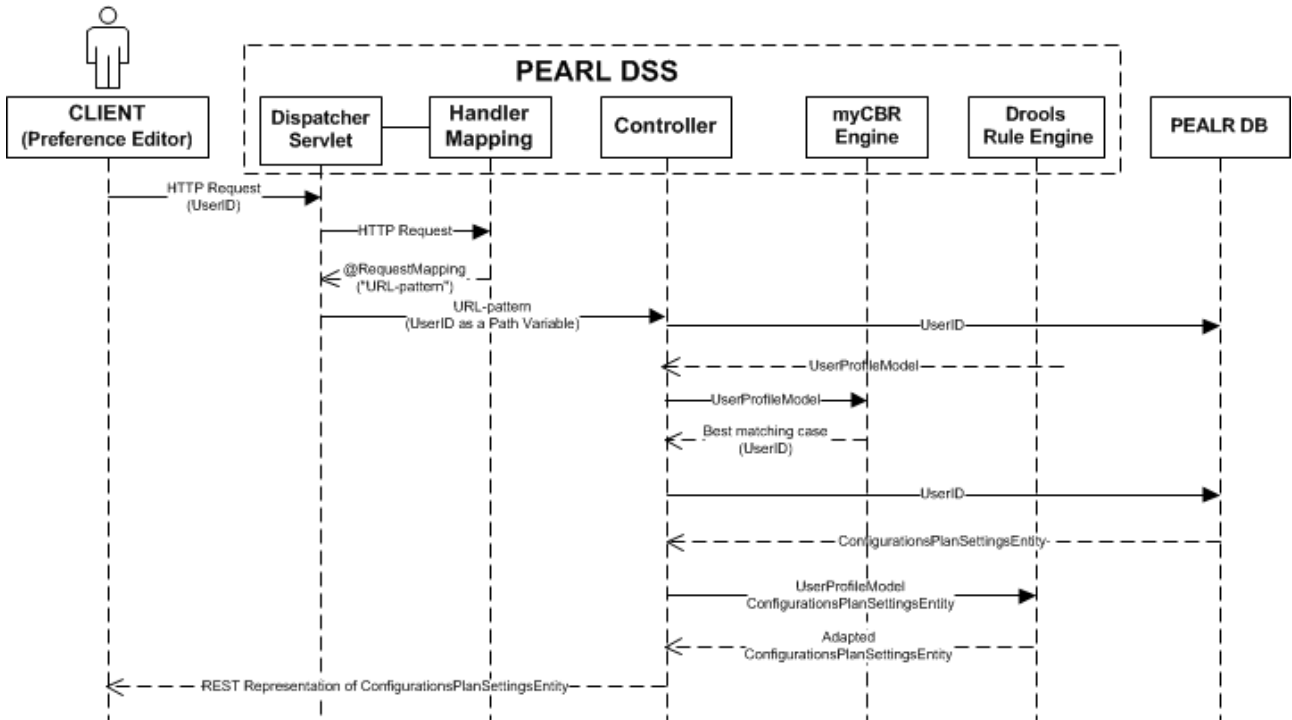 PEARL DSS
CLIENT
(Preference Editor)
Dispatcher
Servlet
Handler
Mapping
Controller
myCBR
Engine
Drools
Rule Engine
PEALR DB
HTTP Request
(UserID)
HTTP Request
@RequestMapping
("URL-pattern")
URL-pattern
(UserID as a Path Variable)
UserID
UserProfileModel
UserProfileModel
Best matching case
(UserID)
UserID
ConfigurationsPlanSettingsEntity
UserProfileModel
ConfigurationsPlanSettingsEntity
Adapted
ConfigurationsPlanSettingsEntity
REST Representation of ConfigurationsPlanSettingsEntity